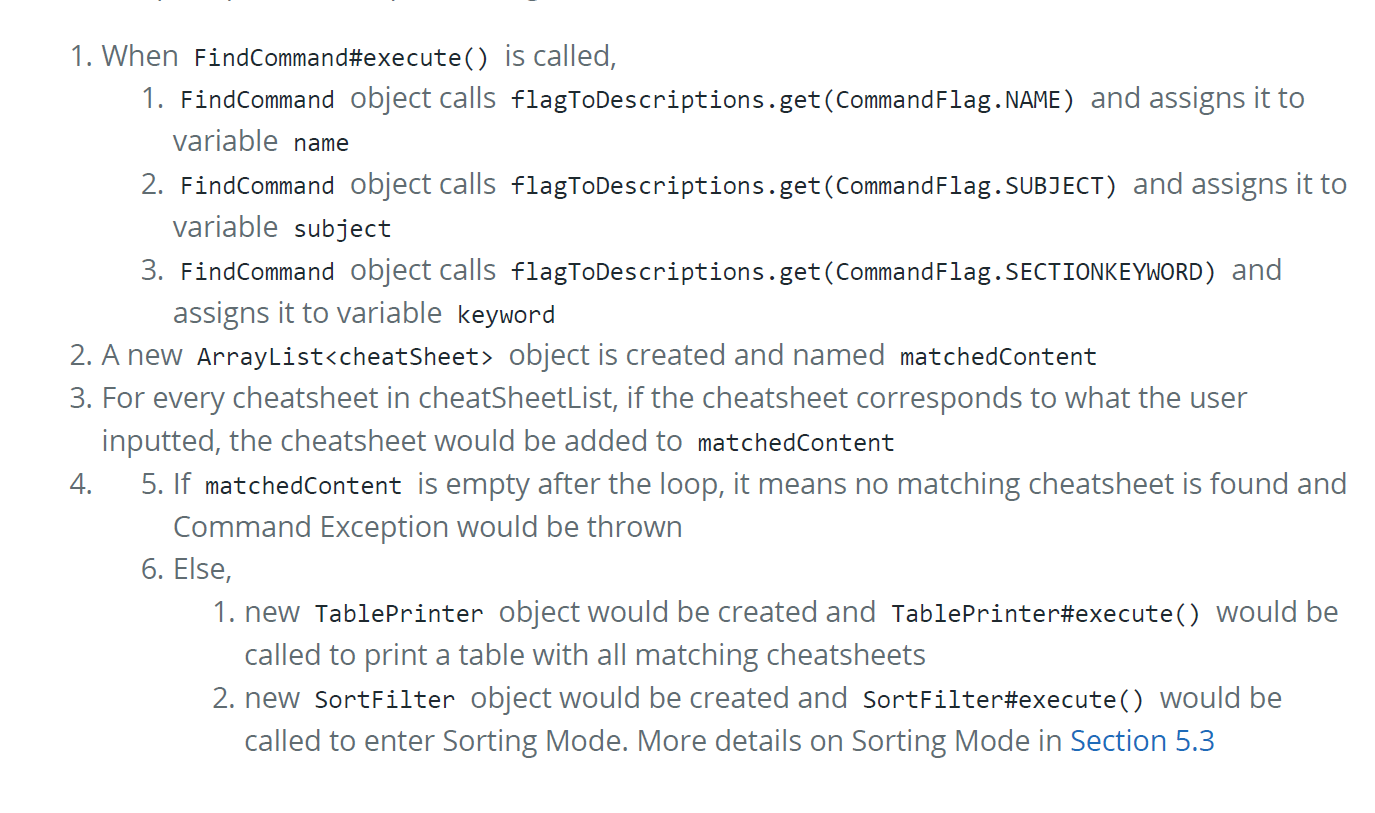 1. When FindCommand#execute() is called,
1. FindCommand object calls flagToDescriptions.get(CommandFlag.NAME) and assigns it to
variable name
2. FindCommand object calls flagToDescriptions.get(CommandFlag.SUBJECT) and assigns it to
variable subject
3. FindCommand object calls flagToDescriptions.get(CommandFlag.SECTIONKEYWORD) and
assigns it to variable keyword
2. A new ArrayList<cheatSheet> object is created and named matchedContent
3. For every cheatsheet in cheatSheetList, if the cheatsheet corresponds to what the user
inputted, the cheatsheet would be added to matchedContent
4. 5. If matchedContent is empty after the loop, it means no matching cheatsheet is found and
Command Exception would be thrown
6. Else,
1. new TablePrinter object would be created and TablePrinter#execute() would be
called to print a table with all matching cheatsheets
2. new SortFilter object would be created and SortFilter#execute() would be
called to enter Sorting Mode. More details on Sorting Mode in Section 5.3